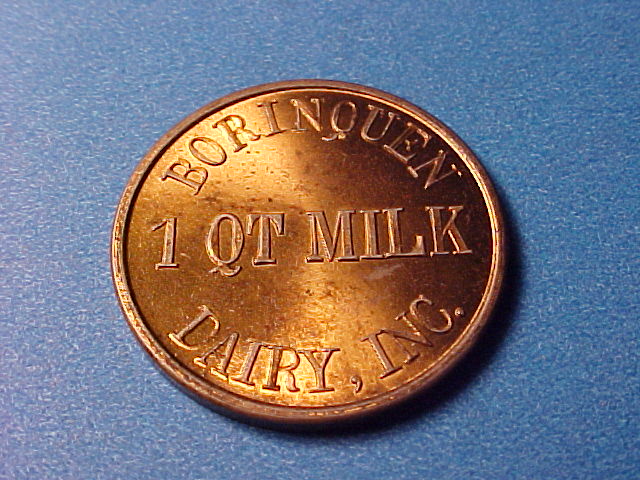 BORINQUEN
1 QT MILK
DAIRY, INC.